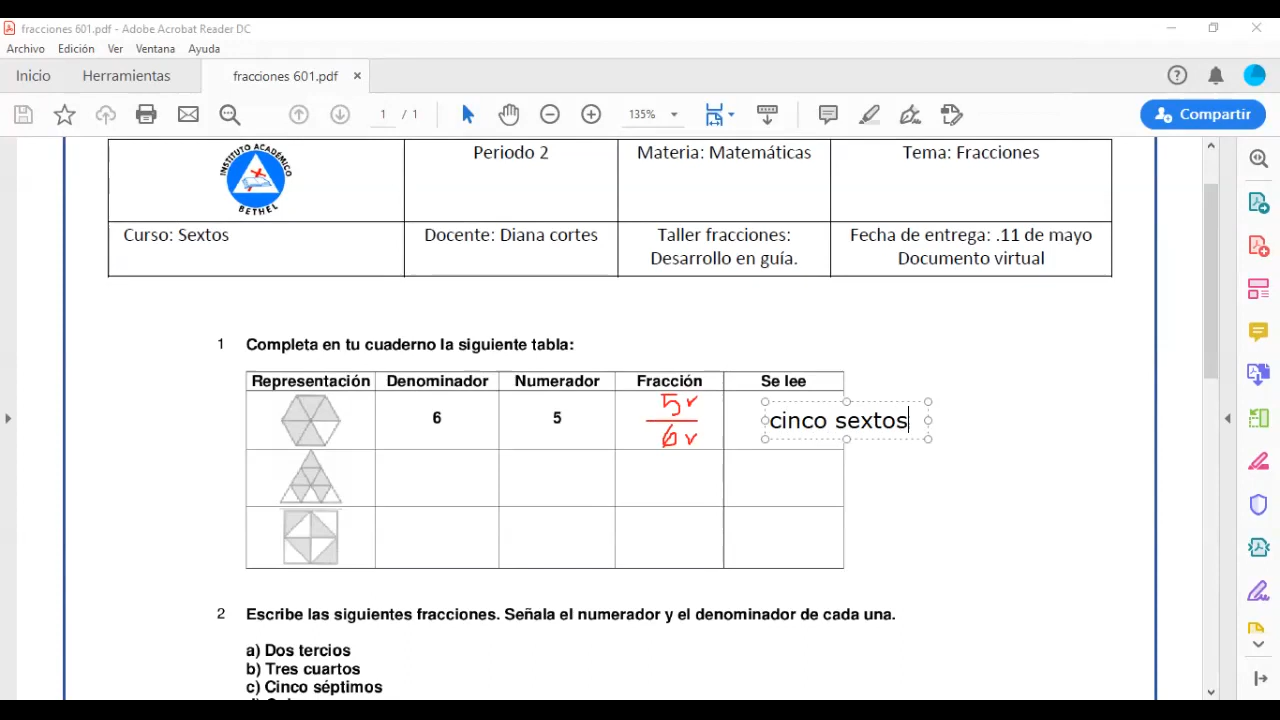 fracciones 601.pdf - Adobe Acrobat Reader DC
Archivo Edición Ver Ventana Ayuda
Inicio Herramientas fracciones 601.pdf ×
1 / 1 135% Compartir
INSTITUTO ACADÉMICO
BETHEL
Periodo 2
Materia: Matemáticas
Tema: Fracciones
Curso: Sextos
Docente: Diana cortes
Taller fracciones:
Desarrollo en guía.
Fecha de entrega: .11 de mayo
Documento virtual
1 Completa en tu cuaderno la siguiente tabla:
Representación Denominador Numerador Fracción Se lee
6 5 5/6 cinco sextos
2 Escribe las siguientes fracciones. Señala el numerador y el denominador de cada una.
a) Dos tercios
b) Tres cuartos
c) Cinco séptimos